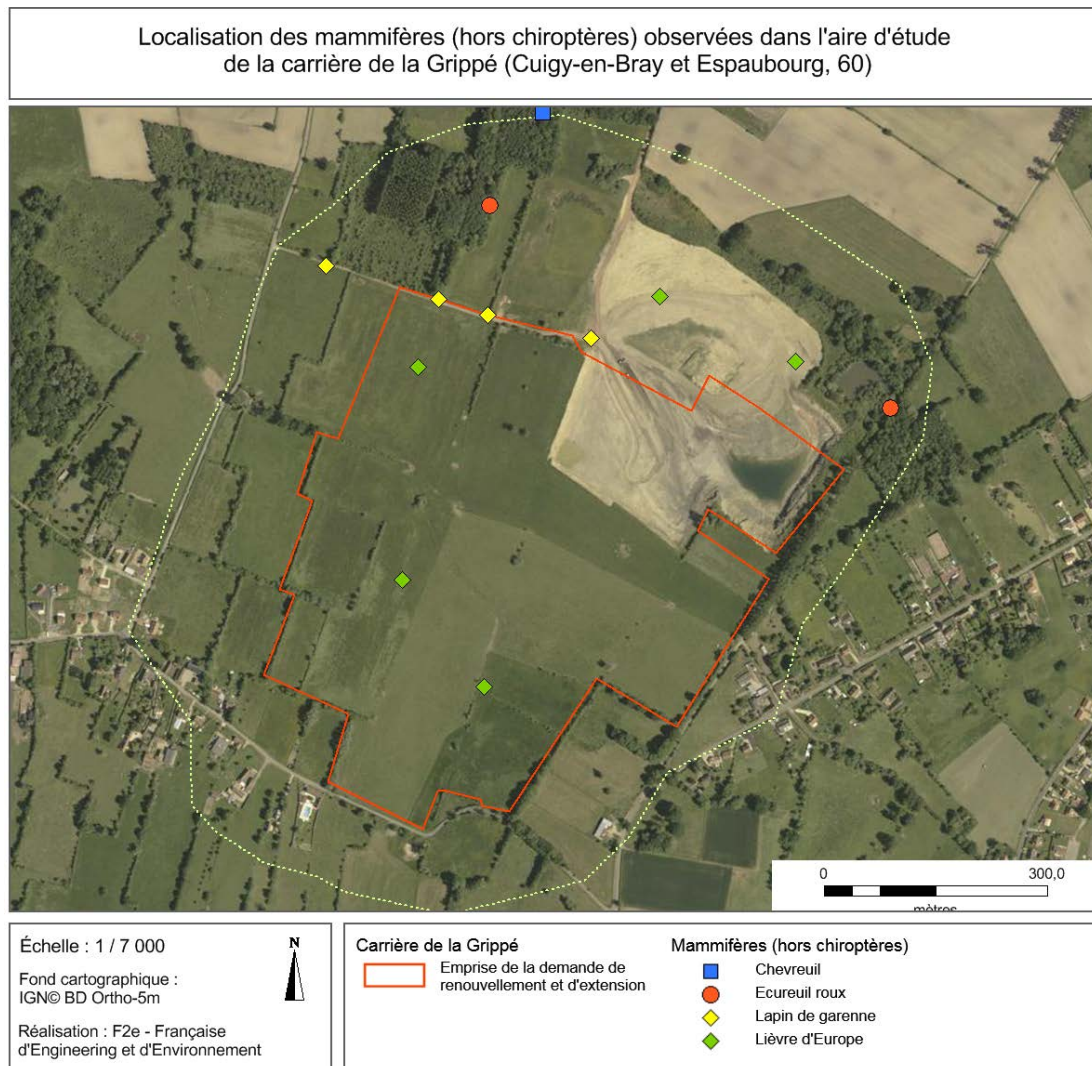 Localisation des mammifères (hors chiroptères) observées dans l'aire d'étude
de la carrière de la Grippé (Cuigy-en-Bray et Espaubourg, 60)
0 300,0
mètres
Échelle : 1 / 7 000
N
Fond cartographique :
IGN© BD Ortho-5m
Réalisation : F2e - Française
d'Engineering et d'Environnement
Carrière de la Grippé
Emprise de la demande de
renouvellement et d'extension
Mammifères (hors chiroptères)
Chevreuil
Ecureuil roux
Lapin de garenne
Lièvre d'Europe